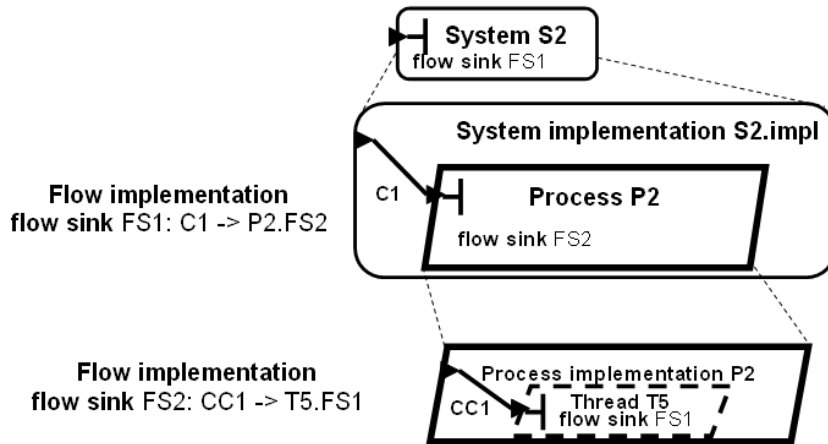 System S2
flow sink FS1
System implementation S2.impl
Flow implementation
flow sink FS1: C1 -> P2.FS2
C1
Process P2
flow sink FS2
Flow implementation
flow sink FS2: CC1 -> T5.FS1
Process implementation P2
CC1
Thread T5
flow sink FS1